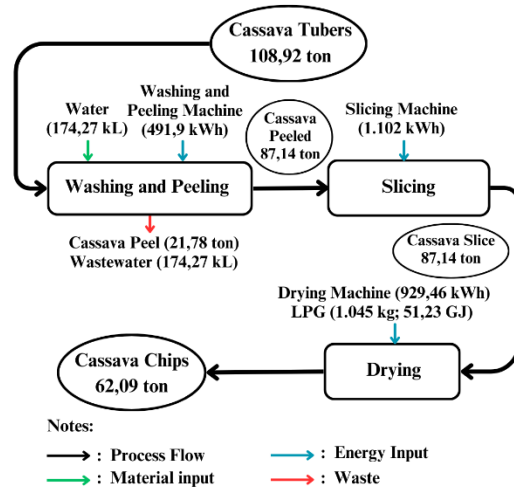 Cassava Tubers
108,92 ton
Water
(174,27 kL)
Washing and
Peeling Machine
(491,9 kWh)
Cassava
Peeled
87,14 ton
Slicing Machine
(1.102 kWh)
Washing and Peeling
Slicing
Cassava Peel (21,78 ton)
Wastewater (174,27 kL)
Cassava Slice
87,14 ton
Drying Machine (929,46 kWh)
LPG (1.045 kg; 51,23 GJ)
Cassava Chips
62,09 ton
Drying
Notes:
: Process Flow
: Energy Input
: Material input
: Waste